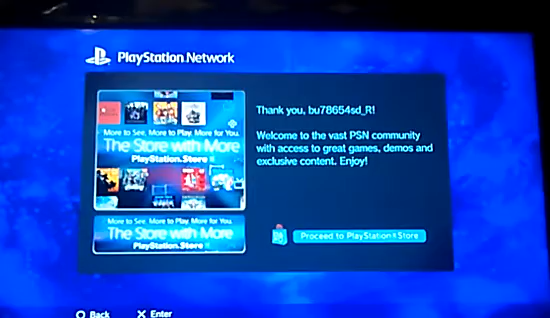 PlayStation®Network
More to See. More to Play. More for You.
The Store with More
PlayStation®Store
Thank you, bu78654sd_R!
Welcome to the vast PSN community
with access to great games, demos and
exclusive content. Enjoy!
More to See. More to Play. More for You.
The Store with More
PlayStation®Store
Proceed to PlayStation®Store
Back
Enter